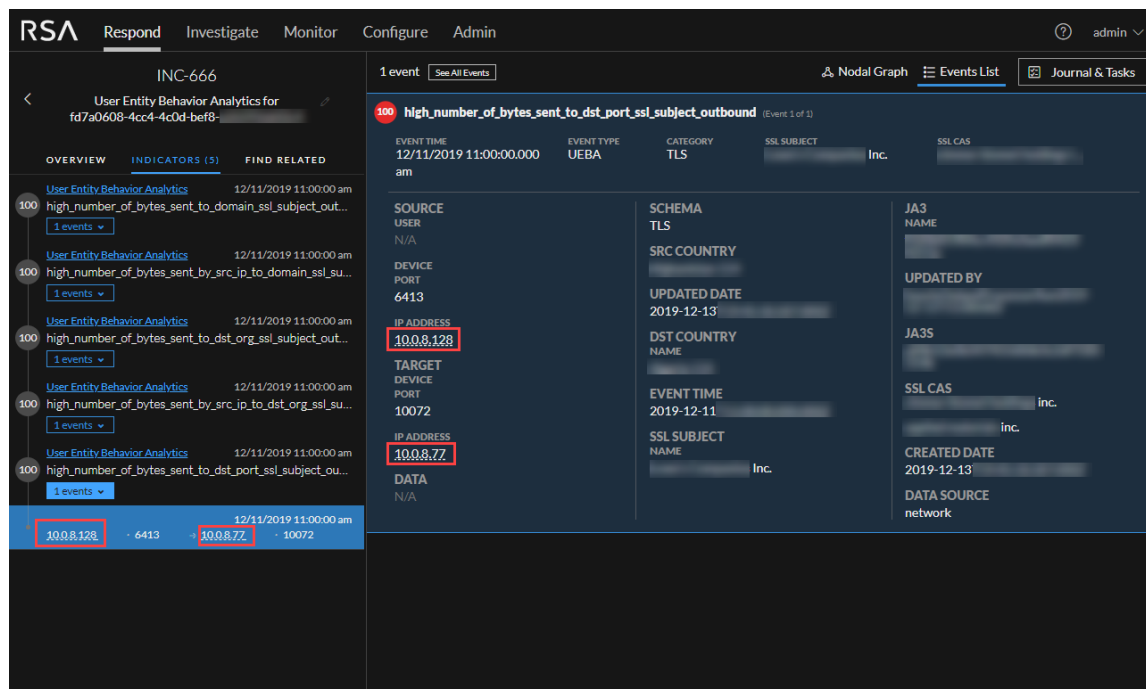 RSA Respond Investigate Monitor Configure Admin ? admin
INC-666
User Entity Behavior Analytics for
fd7a0608-4cc4-4c0d-bef8-
OVERVIEW INDICATORS (5) FIND RELATED
User Entity Behavior Analytics 12/11/2019 11:00:00 am
100 high_number_of_bytes_sent_to_domain_ssl_subject_out...
1 events
User Entity Behavior Analytics 12/11/2019 11:00:00 am
100 high_number_of_bytes_sent_by_src_ip_to_domain_ssl_su...
1 events
User Entity Behavior Analytics 12/11/2019 11:00:00 am
100 high_number_of_bytes_sent_to_dst_org_ssl_subject_out...
1 events
User Entity Behavior Analytics 12/11/2019 11:00:00 am
100 high_number_of_bytes_sent_by_src_ip_to_dst_org_ssl_su...
1 events
User Entity Behavior Analytics 12/11/2019 11:00:00 am
100 high_number_of_bytes_sent_to_dst_port_ssl_subject_ou...
1 events
12/11/2019 11:00:00 am
10.0.8.128 6413 10.0.8.77 10072
1 event See All Events Nodal Graph Events List Journal & Tasks
100 high_number_of_bytes_sent_to_dst_port_ssl_subject_outbound (Event 1 of 1)
EVENT TIME EVENT TYPE CATEGORY SSL SUBJECT SSL CAS
12/11/2019 11:00:00.000 UEBA TLS Inc.
am
SOURCE
USER
N/A
DEVICE
PORT
6413
IP ADDRESS
10.0.8.128
TARGET
DEVICE
PORT
10072
IP ADDRESS
10.0.8.77
DATA
N/A
SCHEMA
TLS
SRC COUNTRY
UPDATED DATE
2019-12-13
DST COUNTRY
NAME
EVENT TIME
2019-12-11
SSL SUBJECT
NAME
Inc.
JA3
NAME
UPDATED BY
JA3S
SSL CAS
inc.
inc.
CREATED DATE
2019-12-13
DATA SOURCE
network